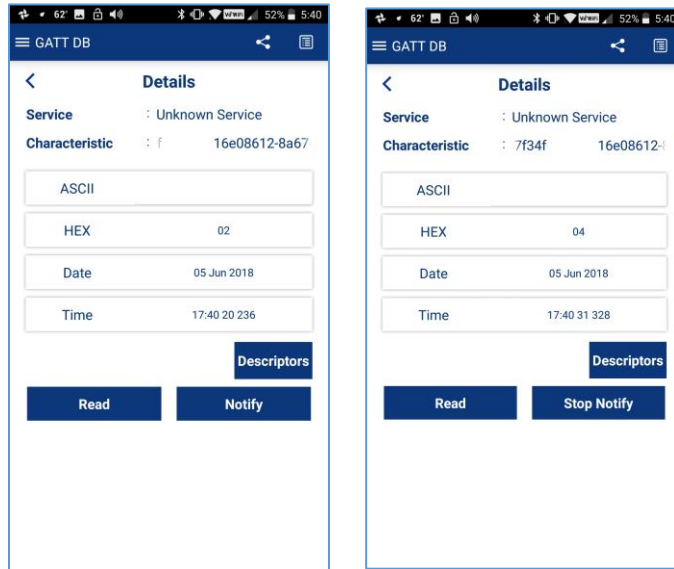 62° 52% 5:40
GATT DB
Details
Service : Unknown Service
Characteristic : f 16e08612-8a67
ASCII
HEX 02
Date 05 Jun 2018
Time 17:40 20 236
Descriptors
Read Notify
62° 52% 5:40
GATT DB
Details
Service : Unknown Service
Characteristic : 7f34f 16e08612-
ASCII
HEX 04
Date 05 Jun 2018
Time 17:40 31 328
Descriptors
Read Stop Notify